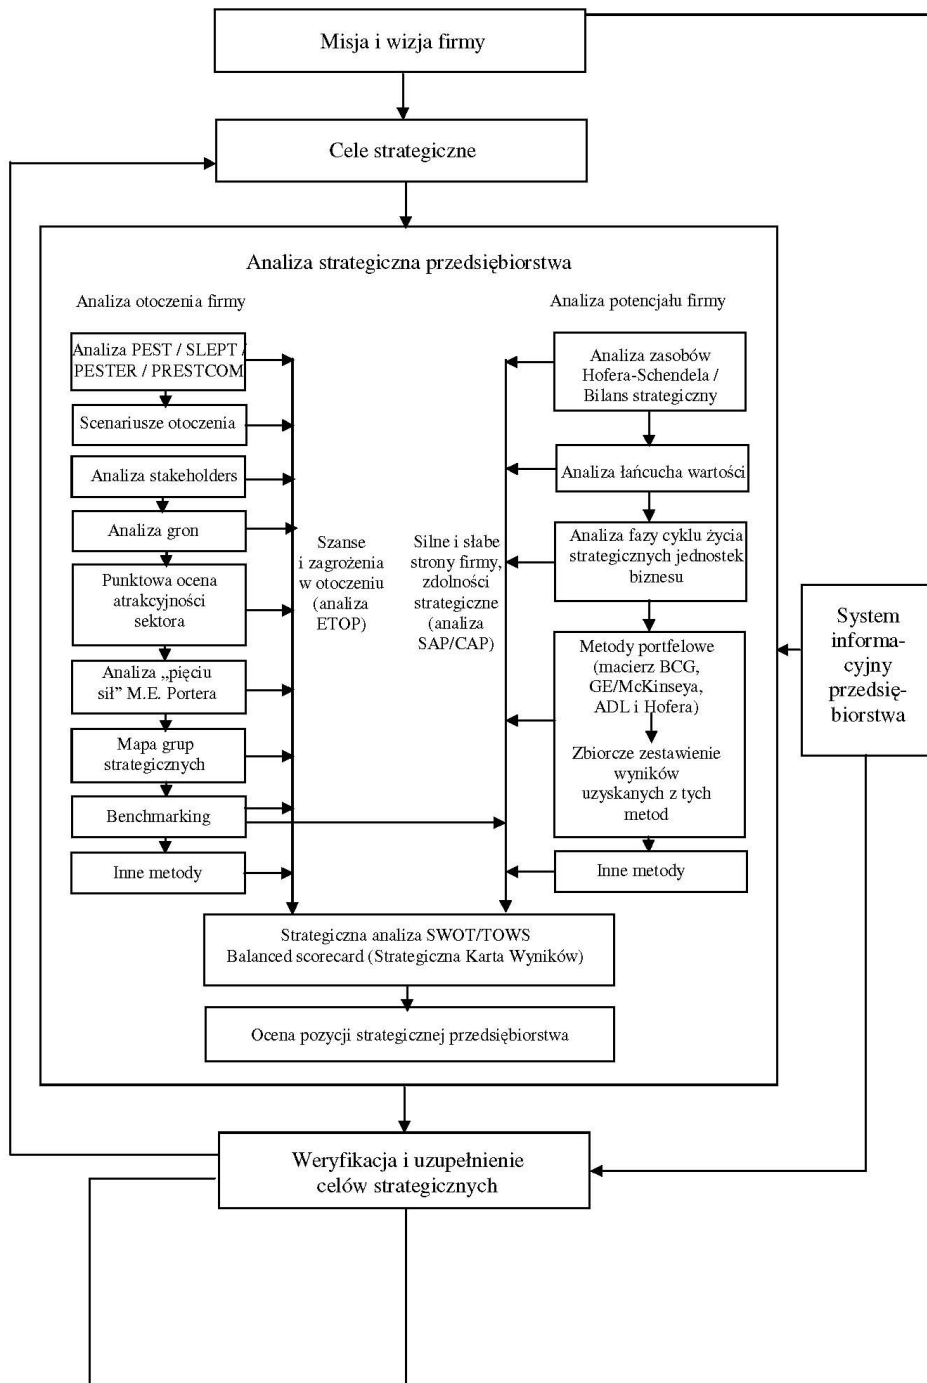 Misja i wizja firmy
Cele strategiczne
Analiza strategiczna przedsiębiorstwa
Analiza otoczenia firmy
Analiza PEST / SLEPT /
PESTER / PRESTCOM
Scenariusze otoczenia
Analiza stakeholders
Analiza gron
Punktowa ocena
atrakcyjności
sektora
Analiza „pięciu
sił” M.E. Portera
Mapa grup
strategicznych
Benchmarking
Inne metody
Szanse
i zagrożenia
w otoczeniu
(analiza
ETOP)
Silne i słabe
strony firmy,
zdolności
strategiczne
(analiza
SAP/CAP)
Analiza potencjału firmy
Analiza zasobów
Hofera-Schendela /
Bilans strategiczny
Analiza łańcucha wartości
Analiza fazy cyklu życia
strategicznych jednostek
biznesu
Metody portfelowe
(macierz BCG,
GE/McKinseya,
ADL i Hofera)
Zbiorcze zestawienie
wyników
uzyskanych z tych
metod
Inne metody
System
informa-
cyjny
przedsię-
biorstwa
Strategiczna analiza SWOT/TOWS
Balanced scorecard (Strategiczna Karta Wyników)
Ocena pozycji strategicznej przedsiębiorstwa
Weryfikacja i uzupełnienie
celów strategicznych